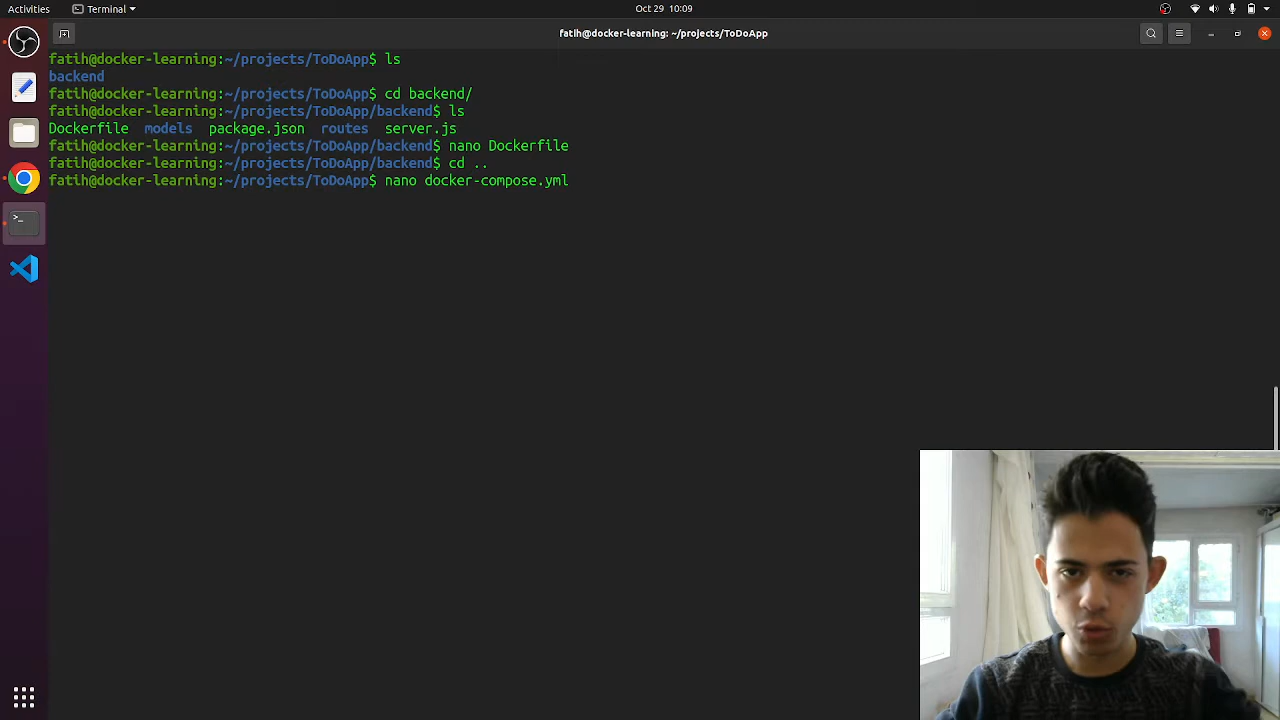 Activities
Terminal
Oct 29 10:09
fatih@docker-learning: ~/projects/ToDoApp
fatih@docker-learning:~/projects/ToDoApp$ ls
backend
fatih@docker-learning:~/projects/ToDoApp$ cd backend/
fatih@docker-learning:~/projects/ToDoApp/backend$ ls
Dockerfile models package.json routes server.js
fatih@docker-learning:~/projects/ToDoApp/backend$ nano Dockerfile
fatih@docker-learning:~/projects/ToDoApp/backend$ cd ..
fatih@docker-learning:~/projects/ToDoApp$ nano docker-compose.yml